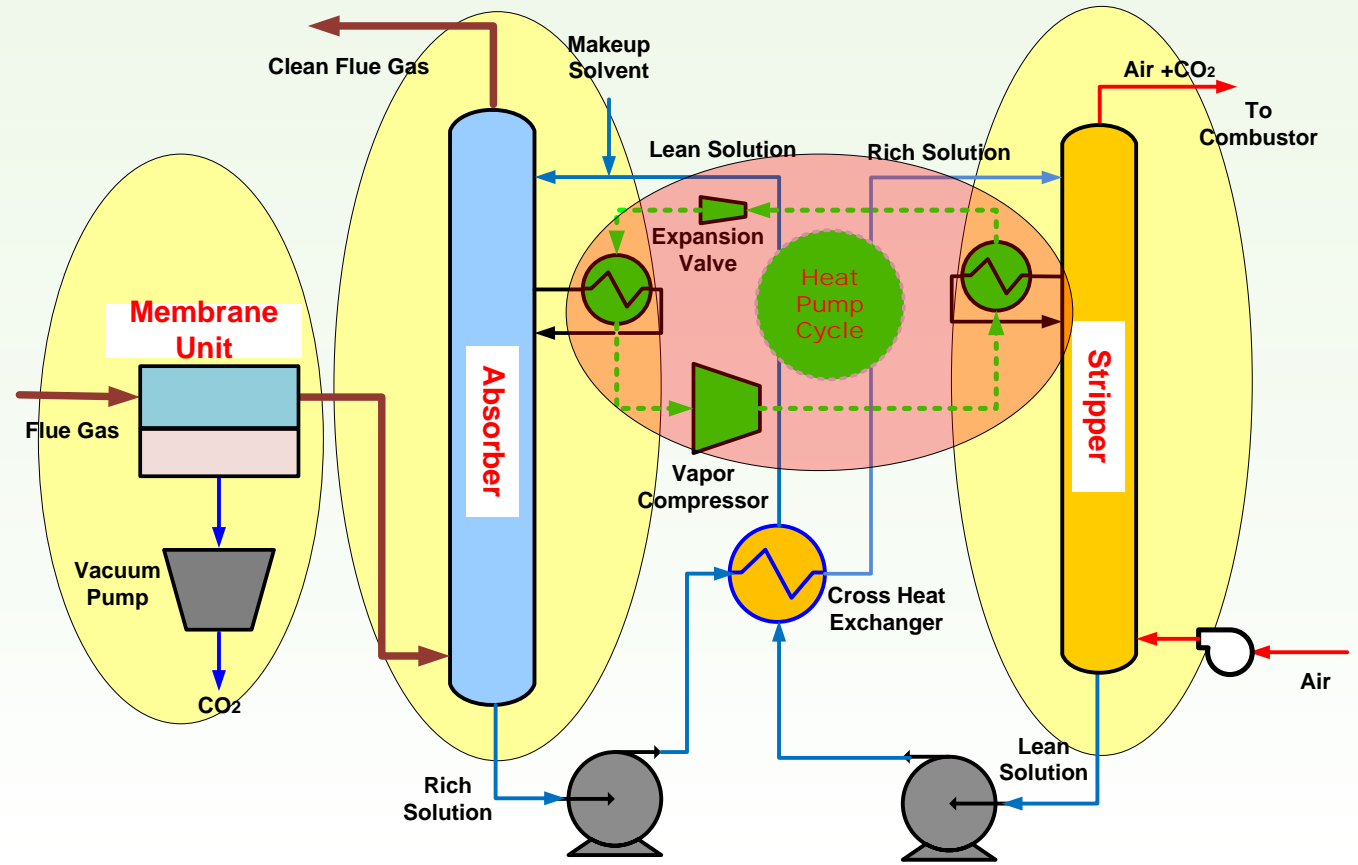 Clean Flue Gas
Makeup
Solvent
Air +CO₂
To
Combustor
Lean Solution
Rich Solution
Expansion
Valve
Heat
Pump
Cycle
Membrane
Unit
Flue Gas
Absorber
Stripper
Vapor
Compressor
Vacuum
Pump
CO₂
Cross Heat
Exchanger
Air
Rich
Solution
Lean
Solution